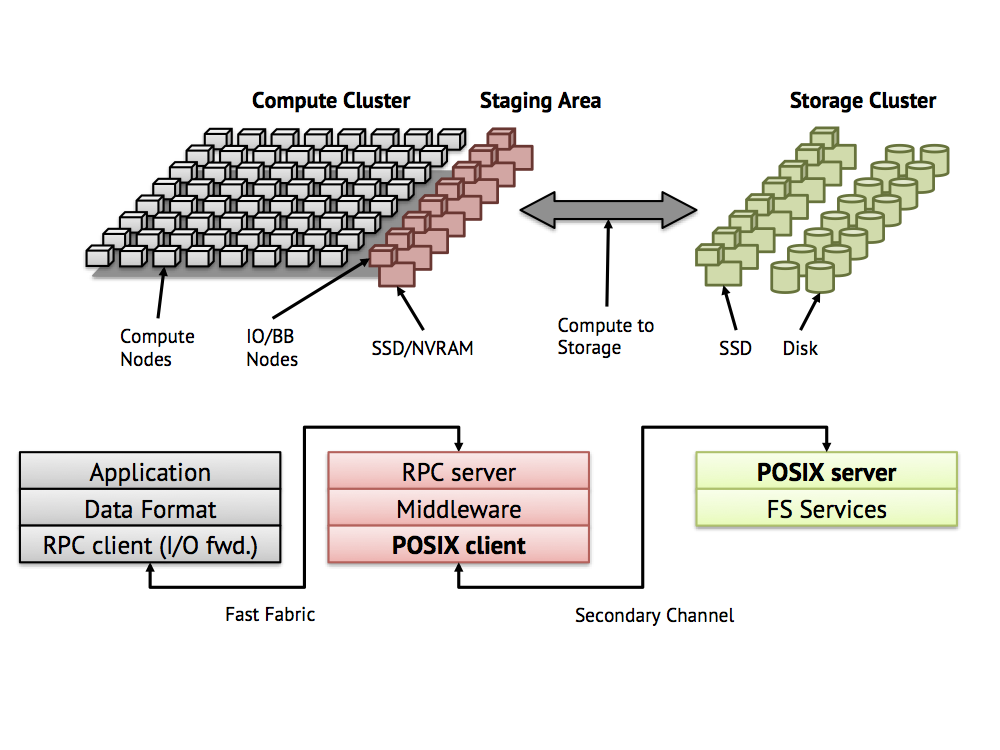 Compute Cluster
Staging Area
Storage Cluster
Compute
Nodes
IO/BB
Nodes
SSD/NVRAM
Compute to
Storage
SSD
Disk
Application
Data Format
RPC client (I/O fwd.)
RPC server
Middleware
POSIX client
POSIX server
FS Services
Fast Fabric
Secondary Channel